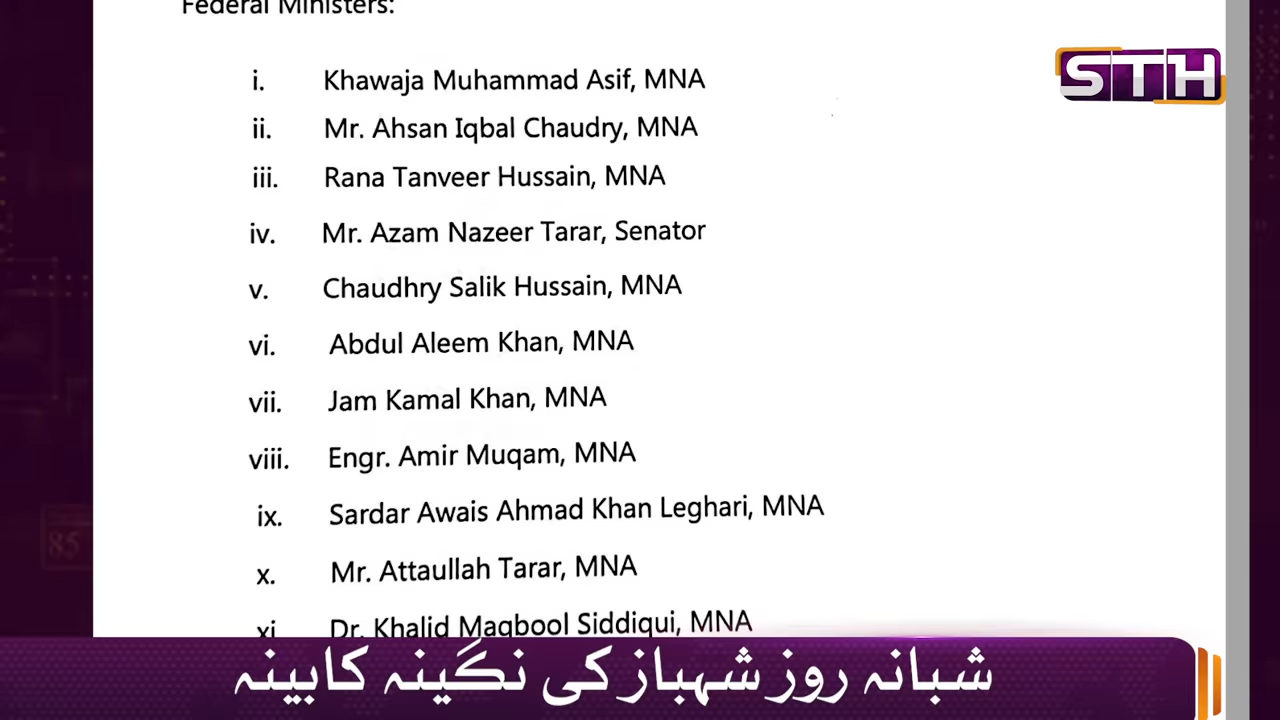 Federal Ministers:
STH
i. Khawaja Muhammad Asif, MNA
ii. Mr. Ahsan Iqbal Chaudry, MNA
iii. Rana Tanveer Hussain, MNA
iv. Mr. Azam Nazeer Tarar, Senator
v. Chaudhry Salik Hussain, MNA
vi. Abdul Aleem Khan, MNA
vii. Jam Kamal Khan, MNA
viii. Engr. Amir Muqam, MNA
ix. Sardar Awais Ahmad Khan Leghari, MNA
85
x. Mr. Attaullah Tarar, MNA
xi Dr. Khalid Maqbool Siddiqui, MNA
شبانہ روز شہباز کی نگینہ کابینہ